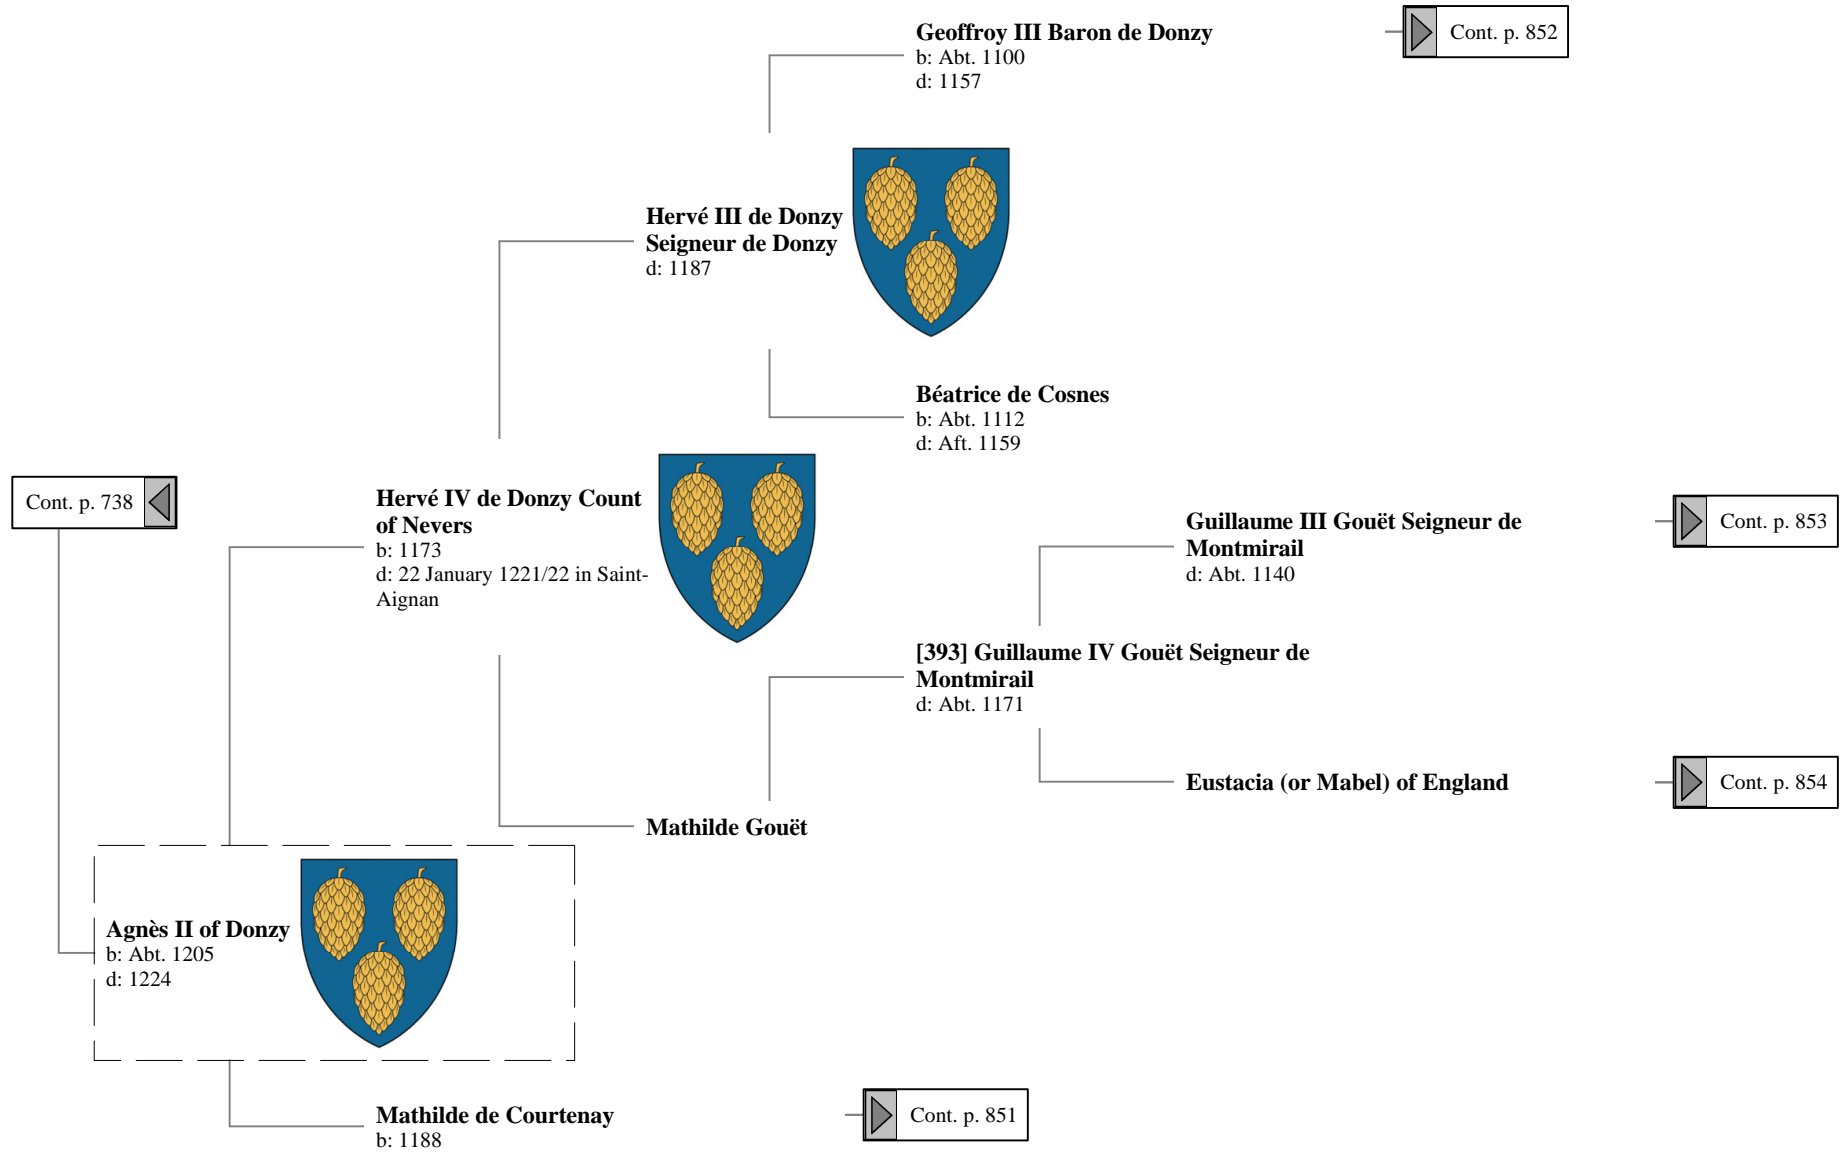 Geoffroy III Baron de Donzy
b: Abt. 1100
d: 1157
Cont. p. 852
Hervé III de Donzy
Seigneur de Donzy
d: 1187
Béatrice de Cosnes
b: Abt. 1112
d: Aft. 1159
Cont. p. 738
Hervé IV de Donzy Count
of Nevers
b: 1173
d: 22 January 1221/22 in Saint-
Aignan
Guillaume III Gouët Seigneur de
Montmirail
d: Abt. 1140
Cont. p. 853
[393] Guillaume IV Gouët Seigneur de
Montmirail
d: Abt. 1171
Eustacia (or Mabel) of England
Cont. p. 854
Mathilde Gouët
Agnès II of Donzy
b: Abt. 1205
d: 1224
Mathilde de Courtenay
b: 1188
Cont. p. 851